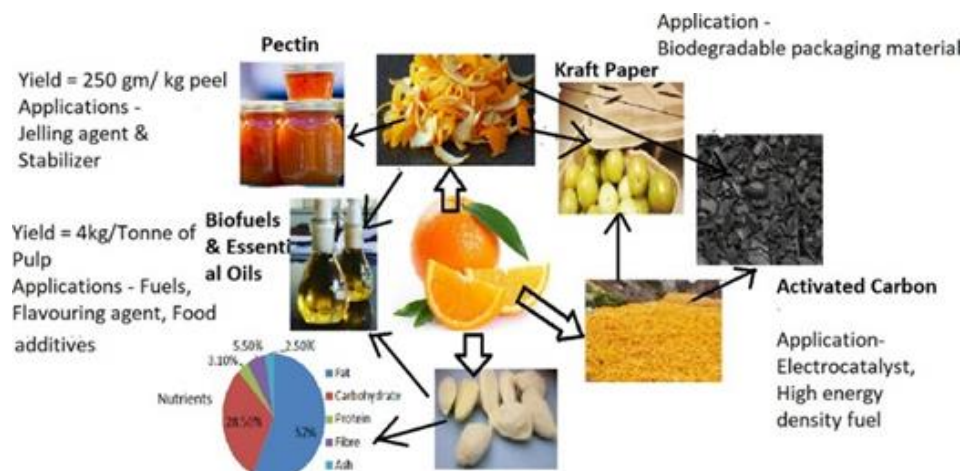 Application -
Biodegradable packaging material
Pectin
Kraft Paper
Yield = 250 gm/ kg peel
Applications -
Jelling agent &
Stabilizer
Biofuels
& Essenti
al Oils
Yield = 4kg/Tonne of
Pulp
Applications - Fuels,
Flavouring agent, Food
additives
Activated Carbon
Application-
Electrocatalyst,
High energy
density fuel
5.50%
2.50%
3.10%
Nutrients
28.50%
52%
Fat
Carbohydrate
Protein
Fibre
Ash